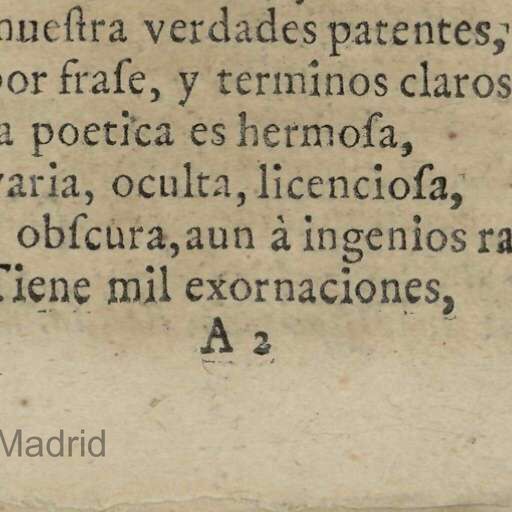 nueſtra verdades patentes,
por fraſe, y terminos claros
a poetica es hermoſa,
varia, oculta, licencioſa,
obſcura, aun à ingenios ra
Tiene mil exornaciones,
A 2
Madrid